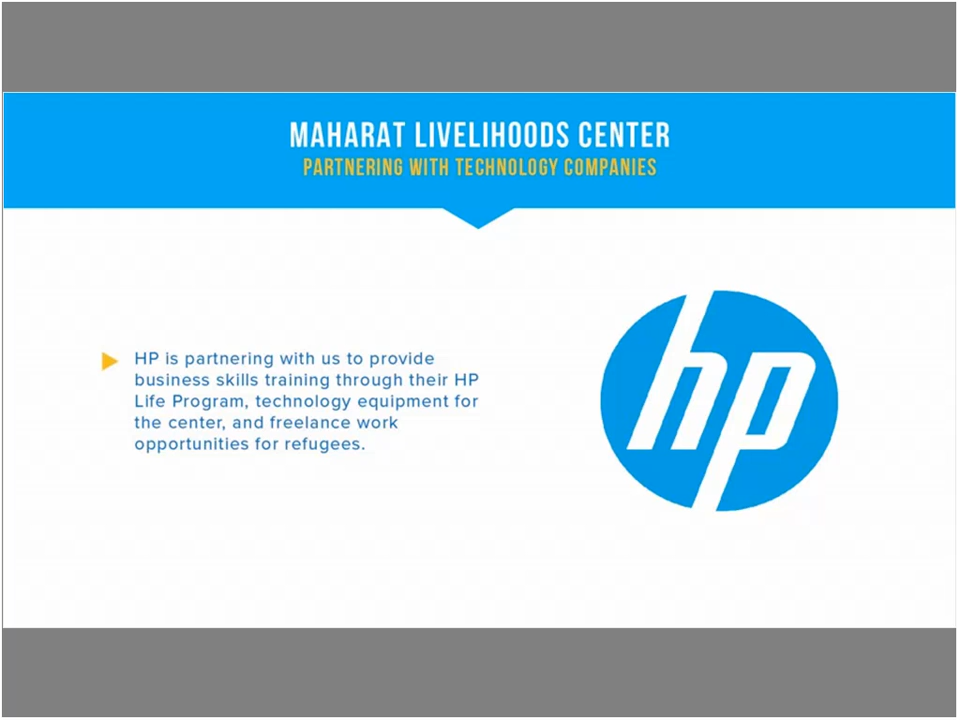 MAHARAT LIVELIHOODS CENTER
PARTNERING WITH TECHNOLOGY COMPANIES
HP is partnering with us to provide
business skills training through their HP
Life Program, technology equipment for
the center, and freelance work
opportunities for refugees.
hp